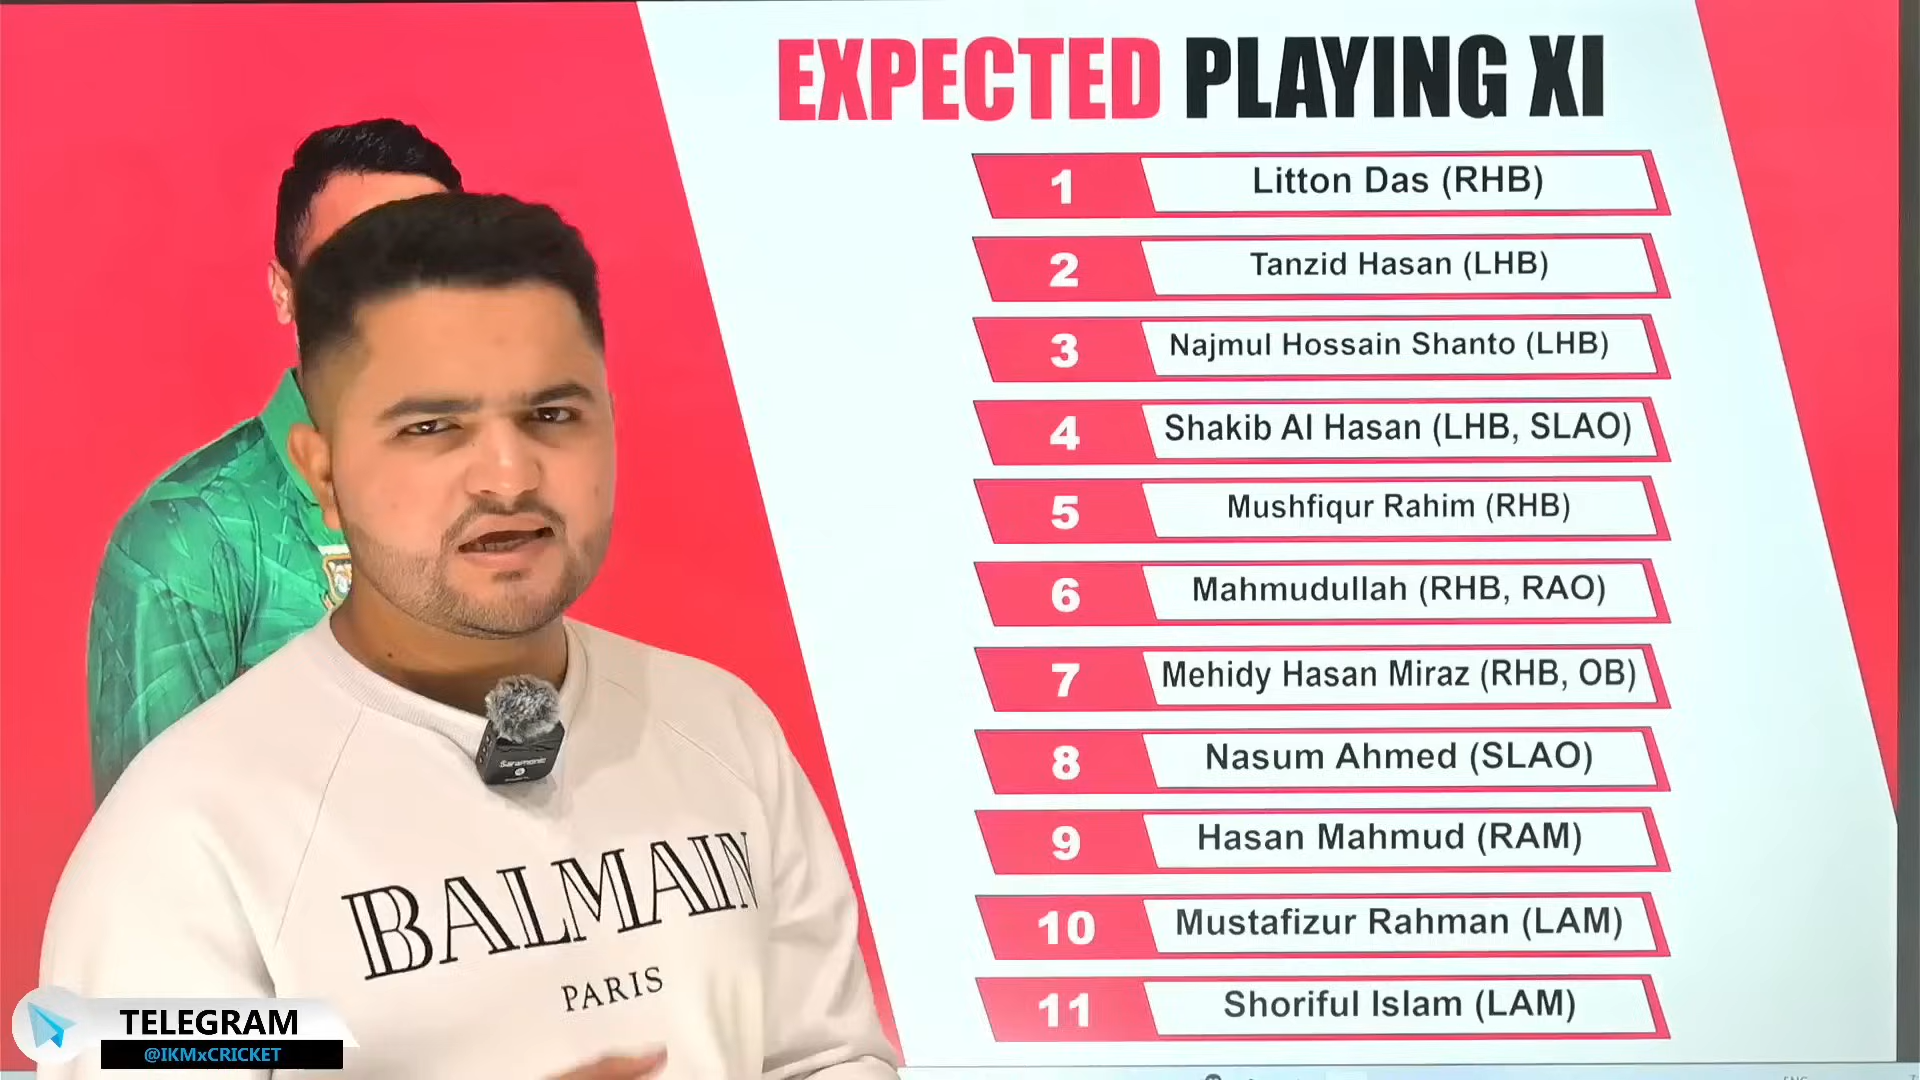 EXPECTED PLAYING XI
1 Litton Das (RHB)
2 Tanzid Hasan (LHB)
3 Najmul Hossain Shanto (LHB)
4 Shakib Al Hasan (LHB, SLAO)
5 Mushfiqur Rahim (RHB)
6 Mahmudullah (RHB, RAO)
7 Mehidy Hasan Miraz (RHB, OB)
8 Nasum Ahmed (SLAO)
9 Hasan Mahmud (RAM)
10 Mustafizur Rahman (LAM)
11 Shoriful Islam (LAM)
Saramonic
BALMAIN
PARIS
TELEGRAM
@IKMxCRICKET